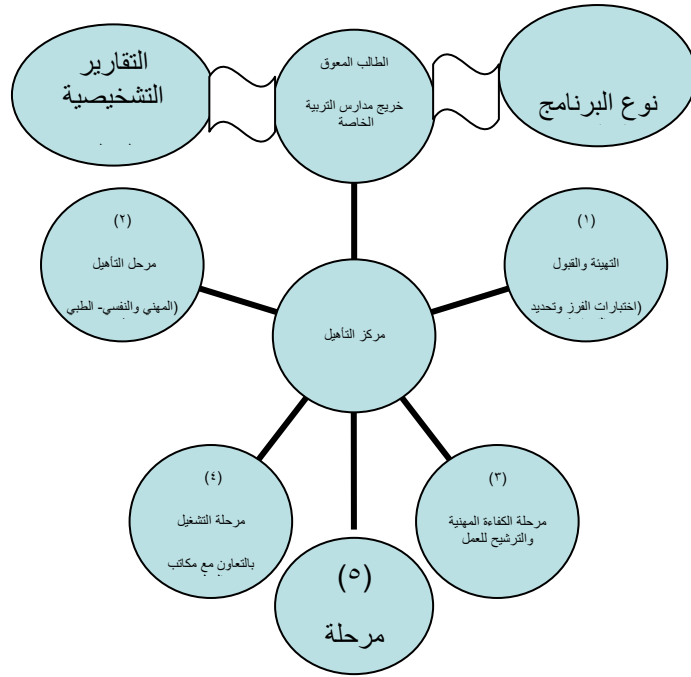 نوع البرنامج
الطالب المعوق
خريج مدارس التربية
الخاصة
التقارير
التشخيصية
(١)
التهيئة والقبول
(اختبارات الفرز وتحديد
(٢)
مرحل التأهيل
(المهني والنفسي- الطبي
مركز التأهيل
(٣)
مرحلة الكفاءة المهنية
والترشيح للعمل
(٤)
مرحلة التشغيل
بالتعاون مع مكاتب
(٥)
مرحلة